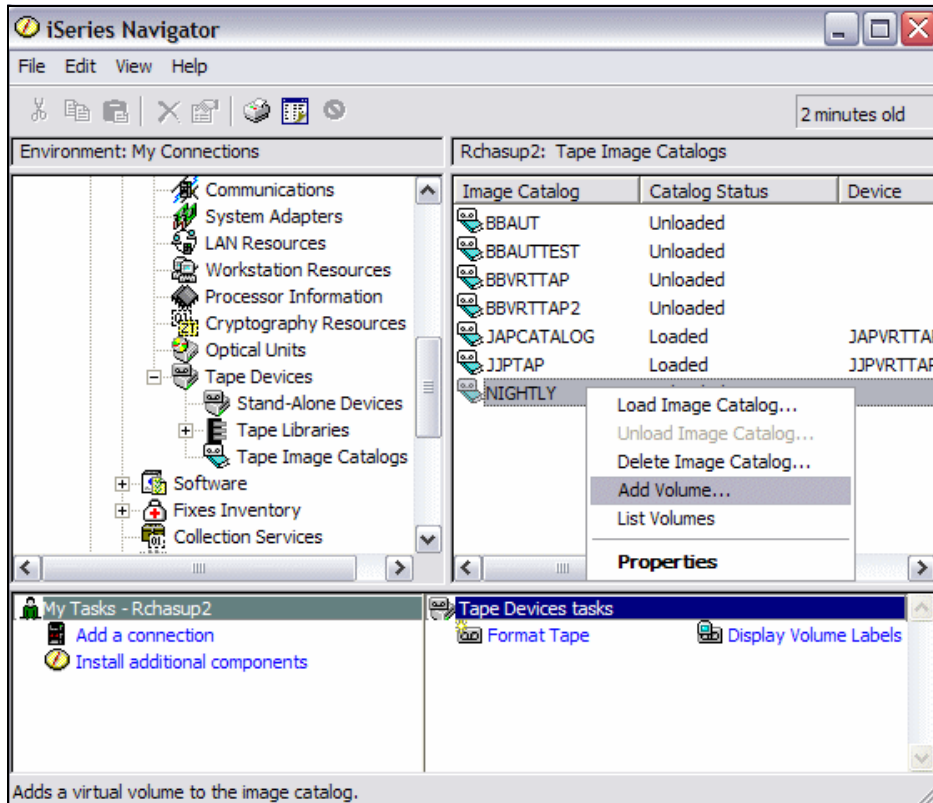 iSeries Navigator
File Edit View Help
2 minutes old
Environment: My Connections
Rchasup2: Tape Image Catalogs
Communications
System Adapters
LAN Resources
Workstation Resources
Processor Information
Cryptography Resources
Optical Units
Tape Devices
Stand-Alone Devices
Tape Libraries
Tape Image Catalogs
Software
Fixes Inventory
Collection Services
Image Catalog Catalog Status Device
BBAUT Unloaded
BBAUTTEST Unloaded
BBVRTTAP Unloaded
BBVRTTAP2 Unloaded
JAPCATALOG Loaded JAPVRTTA
JJPTAP Loaded JJPVRTTAP
NIGHTLY
Load Image Catalog...
Unload Image Catalog...
Delete Image Catalog...
Add Volume...
List Volumes
Properties
My Tasks - Rchasup2
Add a connection
Install additional components
Tape Devices tasks
Format Tape Display Volume Labels
Adds a virtual volume to the image catalog.